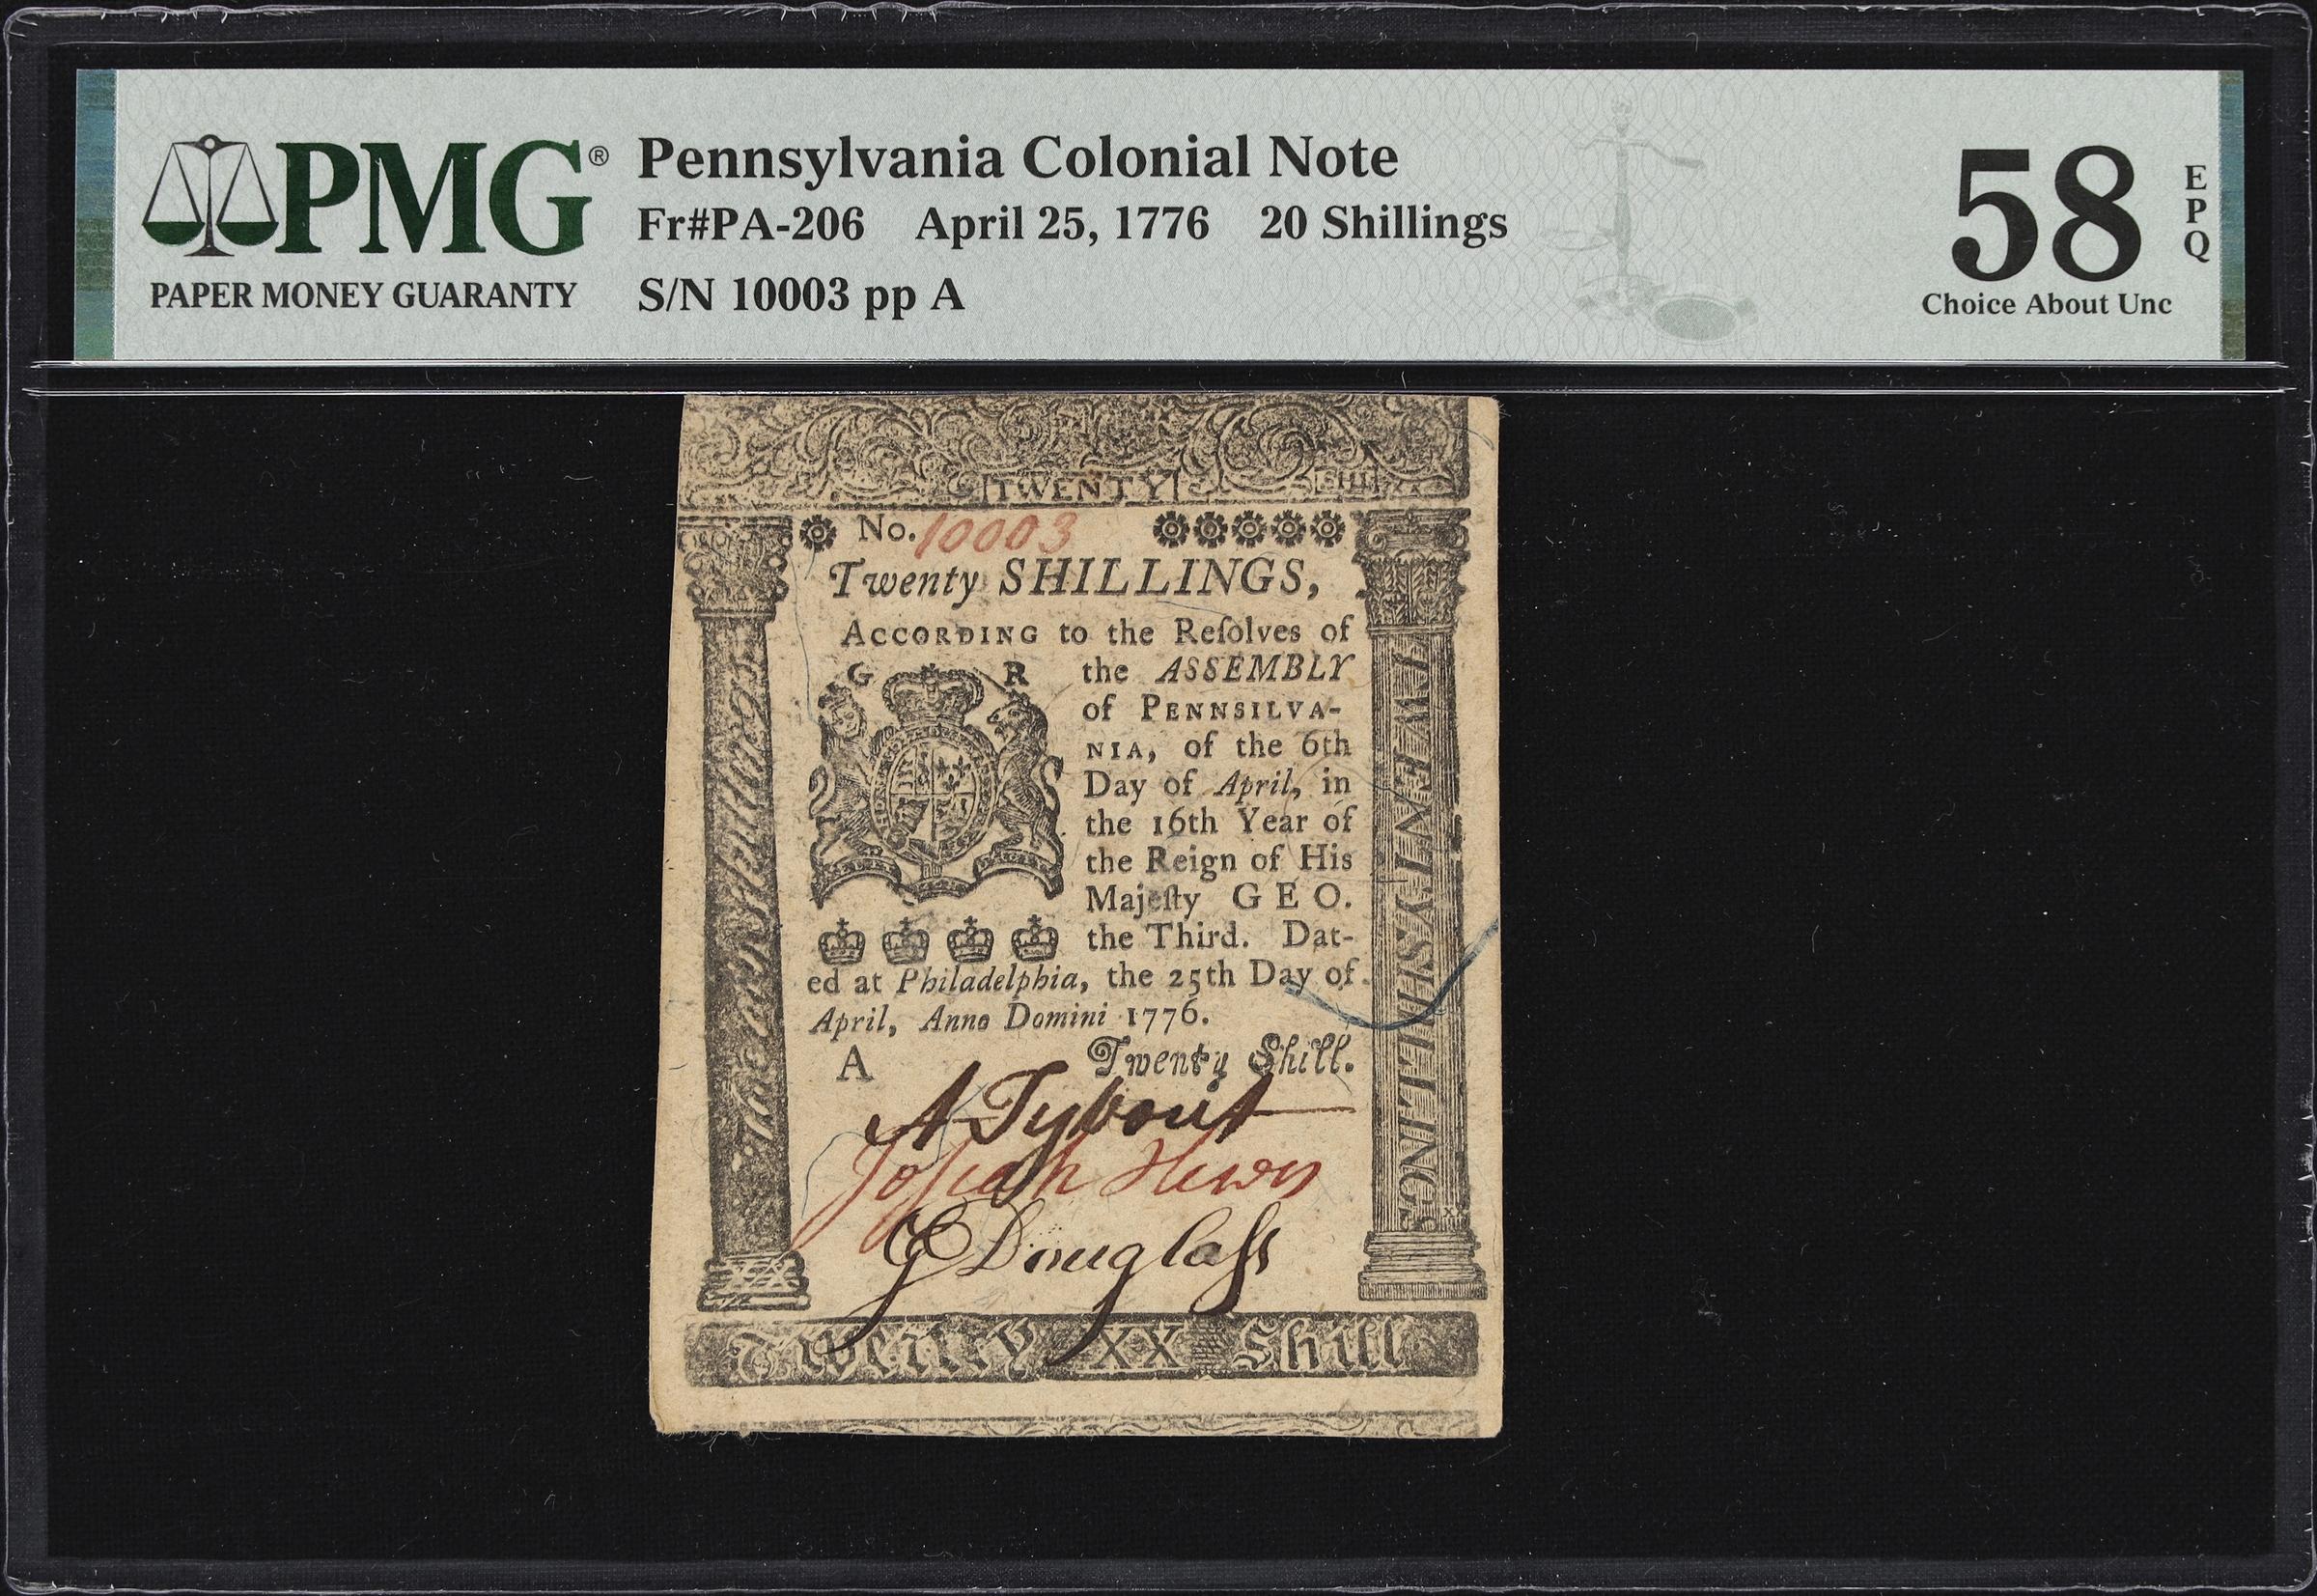 PMG®
PAPER MONEY GUARANTY
Pennsylvania Colonial Note
Fr#PA-206 April 25, 1776 20 Shillings
S/N 10003 pp A
58
EPQ
Choice About Unc
TWENTY SHI
No. 10003
Twenty SHILLINGS,
ACCORDING to the Reſolves of
G R
the ASSEMBLY
of PENNSILVA-
NIA, of the 6th
Day of April, in
the 16th Year of
the Reign of His
Majeſty GEO.
the Third. Dat-
ed at Philadelphia, the 25th Day of
April, Anno Domini 1776.
A Twenty Shill.
A Tybout
Joſiah Hewes
G Douglaſs
TWENTY SHILLINGS
XX
Twenty XX Shill